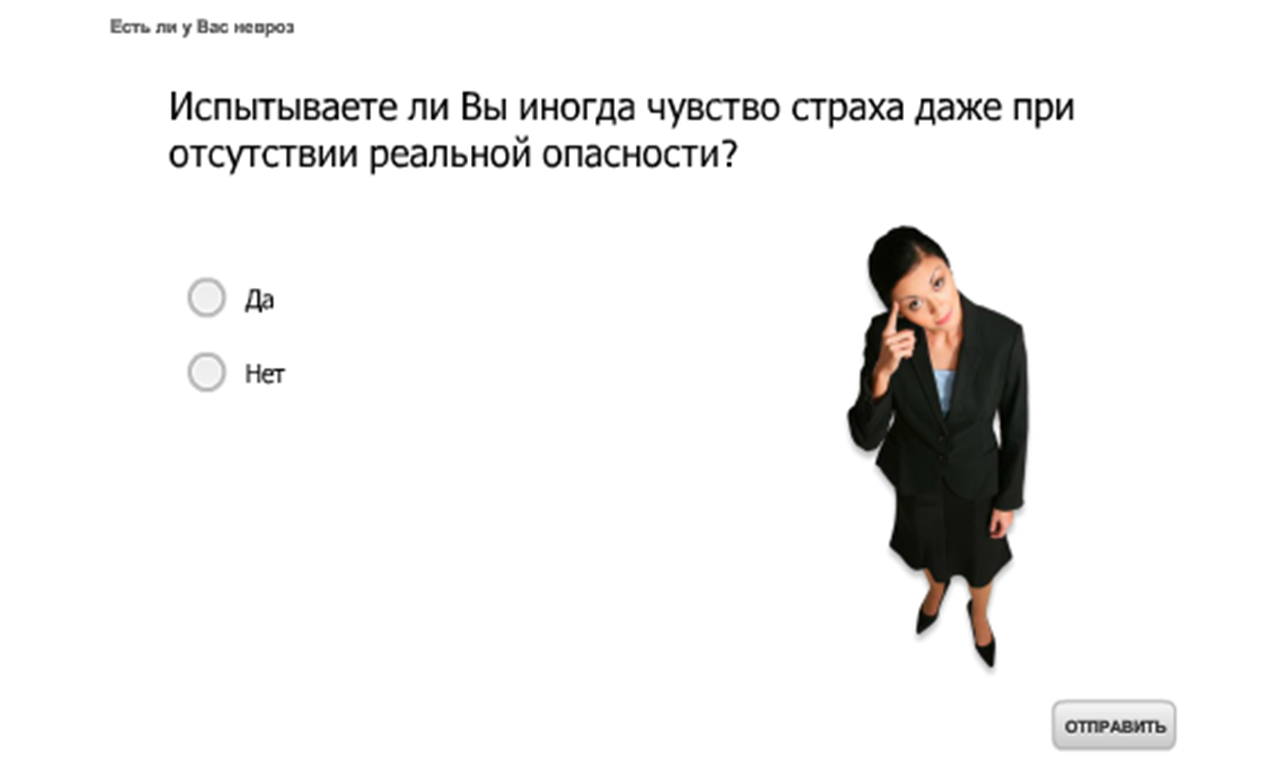 Есть ли у Вас невроз
Испытываете ли Вы иногда чувство страха даже при
отсутствии реальной опасности?
Да
Нет
ОТПРАВИТЬ